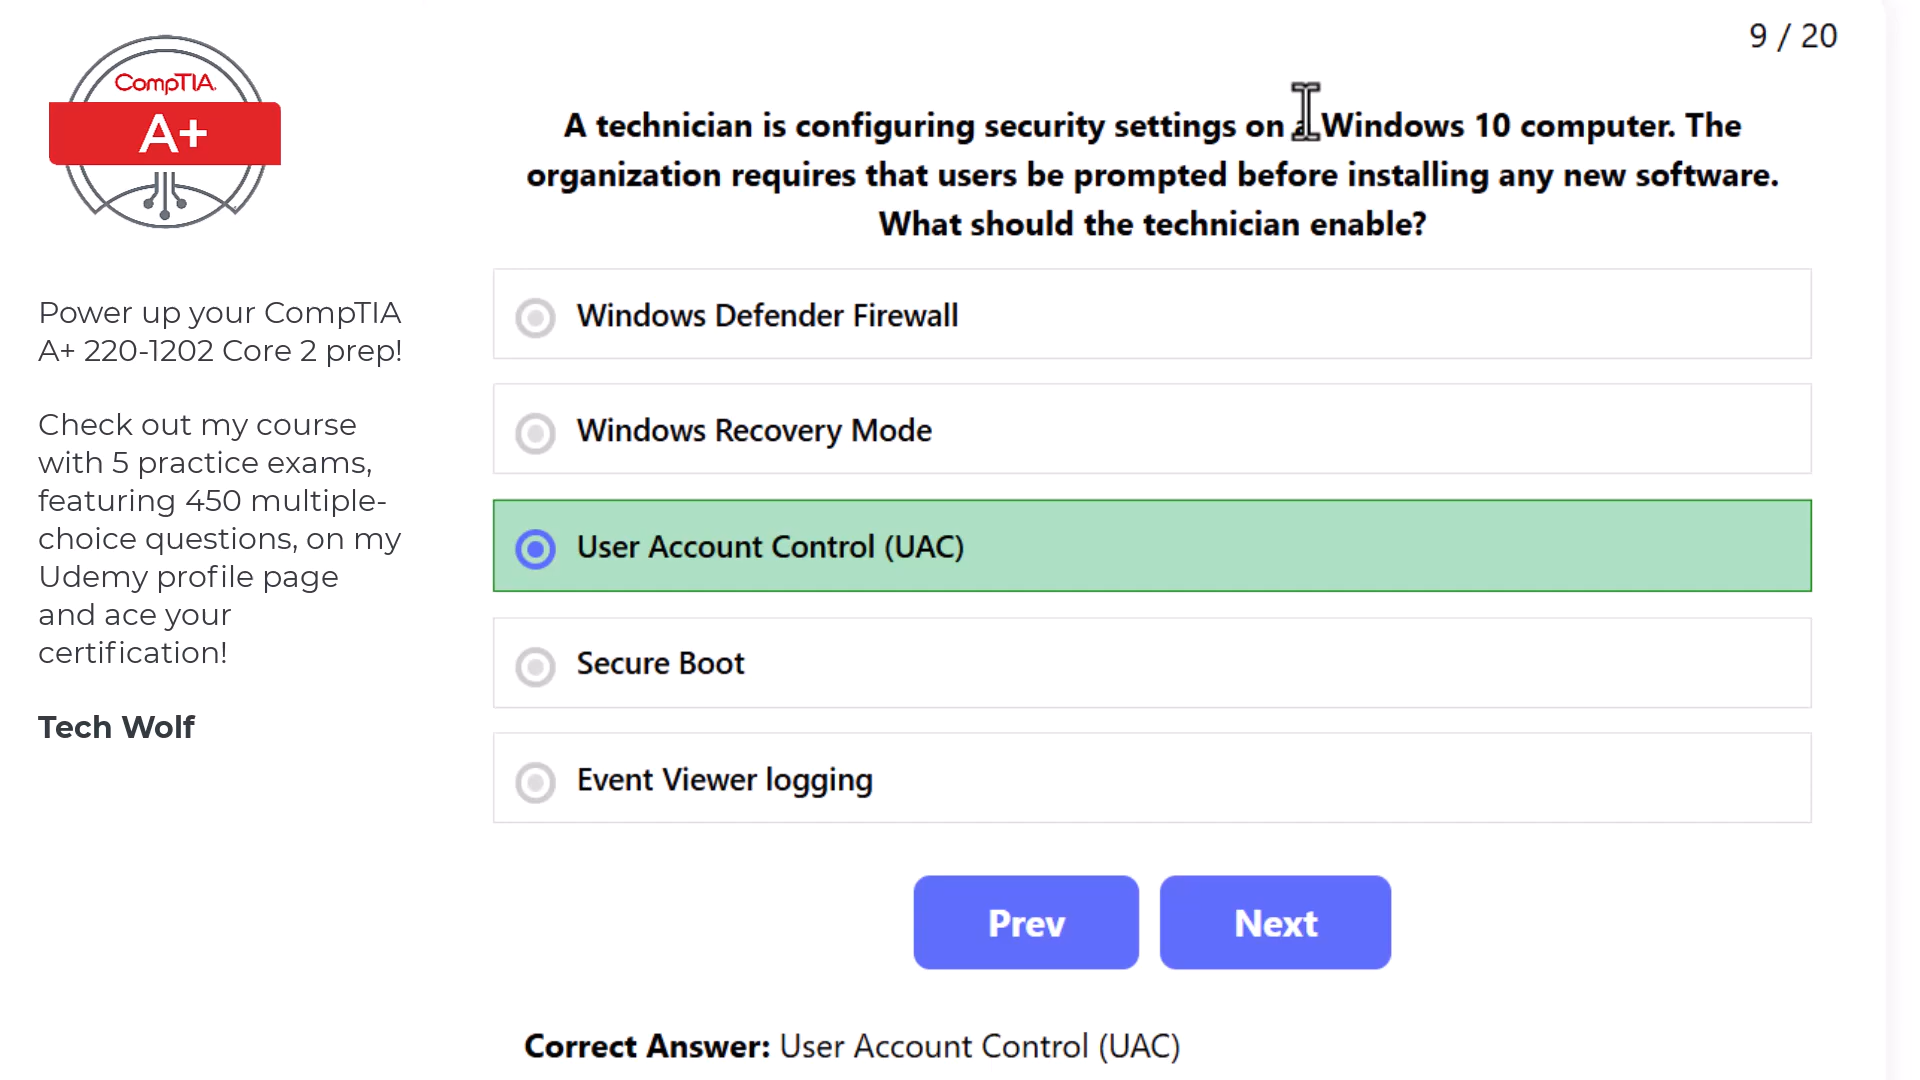 9 / 20
CompTIA.
A+
A technician is configuring security settings on a Windows 10 computer. The
organization requires that users be prompted before installing any new software.
What should the technician enable?
Windows Defender Firewall
Windows Recovery Mode
User Account Control (UAC)
Secure Boot
Event Viewer logging
Prev
Next
Correct Answer: User Account Control (UAC)
Power up your CompTIA
A+ 220-1202 Core 2 prep!
Check out my course
with 5 practice exams,
featuring 450 multiple-
choice questions, on my
Udemy profile page
and ace your
certification!
Tech Wolf